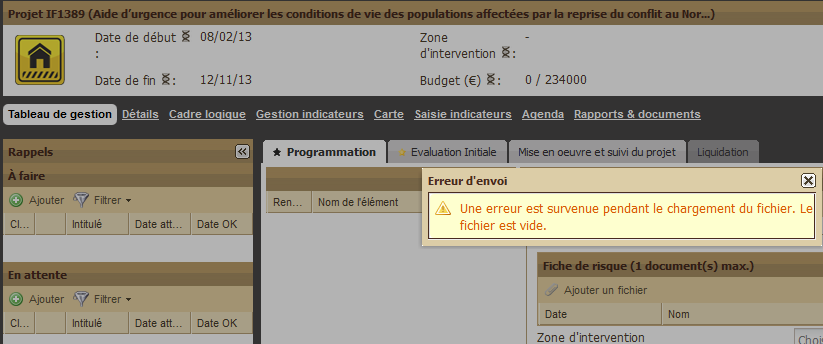 Projet IF1389 (Aide d'urgence pour améliorer les conditions de vie des populations affectées par la reprise du conflit au Nor...)
Date de début : 08/02/13
Zone d'intervention : -
Date de fin : 12/11/13
Budget (€) : 0 / 234000
Tableau de gestion Détails Cadre logique Gestion indicateurs Carte Saisie indicateurs Agenda Rapports & documents
Rappels
À faire
Ajouter Filtrer
Cl... Intitulé Date att... Date OK
En attente
Ajouter Filtrer
Cl... Intitulé Date att... Date OK
Programmation Evaluation Initiale Mise en oeuvre et suivi du projet Liquidation
Ren... Nom de l'élément
Erreur d'envoi
Une erreur est survenue pendant le chargement du fichier. Le
fichier est vide.
Fiche de risque (1 document(s) max.)
Ajouter un fichier
Date Nom
Zone d'intervention Chois